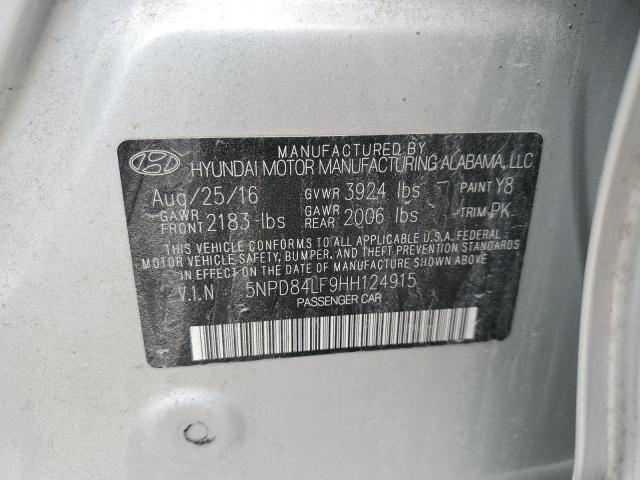 MANUFACTURED BY
HYUNDAI MOTOR MANUFACTURING ALABAMA, LLC
Aug/25/16 GVWR 3924 lbs PAINT Y8
GAWR FRONT 2183 lbs GAWR REAR 2006 lbs TRIM PK
THIS VEHICLE CONFORMS TO ALL APPLICABLE U.S.A. FEDERAL
MOTOR VEHICLE SAFETY, BUMPER, AND THEFT PREVENTION STANDARDS
IN EFFECT ON THE DATE OF MANUFACTURE SHOWN ABOVE.
V.I.N 5NPD84LF9HH124915
PASSENGER CAR